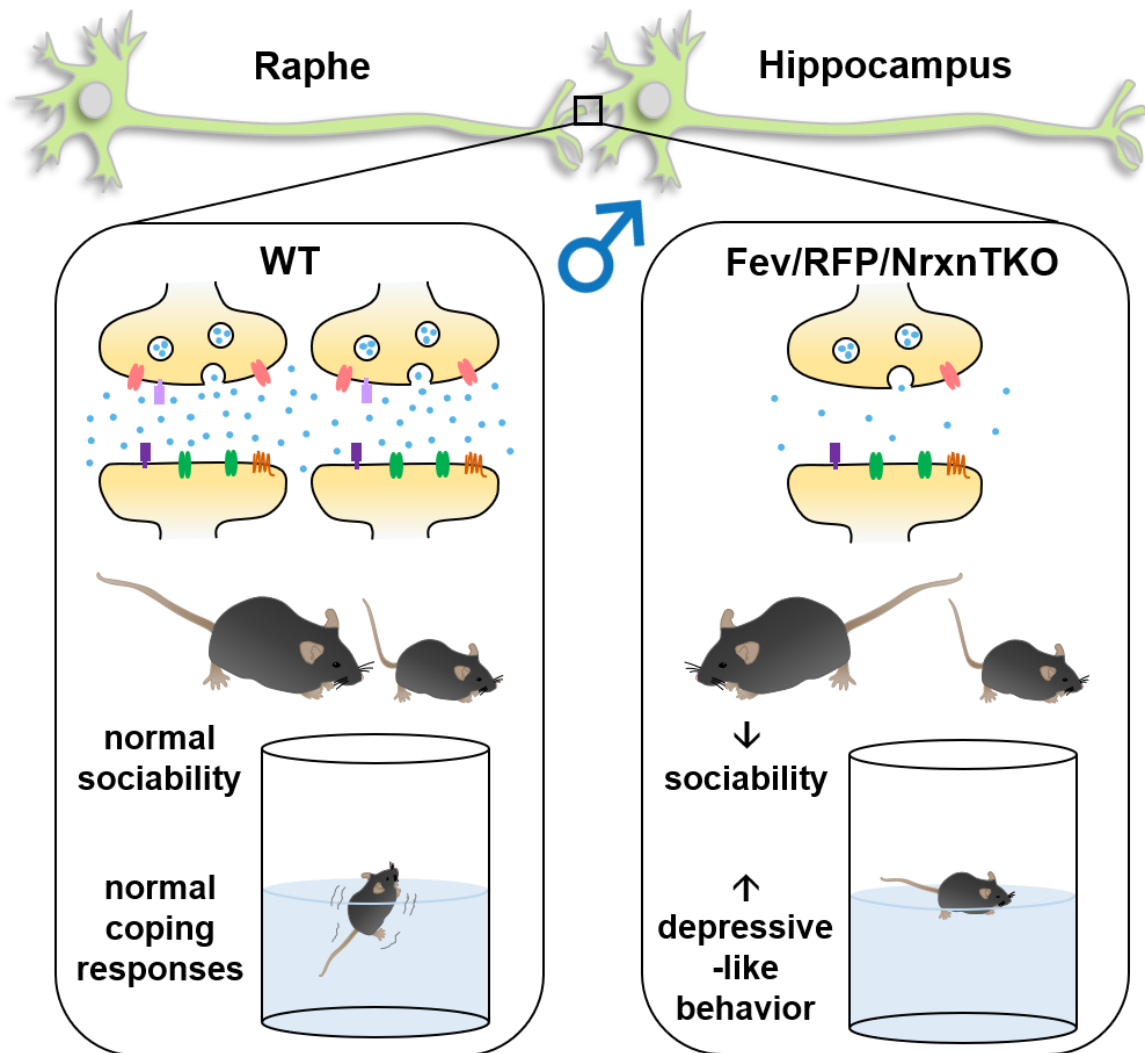 Raphe
Hippocampus
WT
Fev/RFP/NrxnTKO
normal
sociability
normal
coping
responses
↓
sociability
↑
depressive
-like
behavior